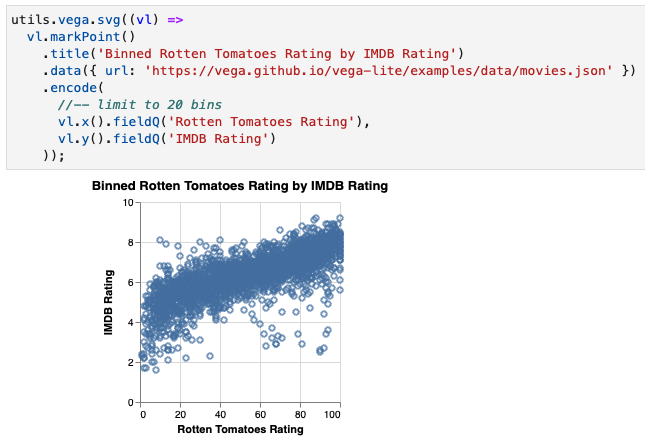 utils.vega.svg((vl) =>
  vl.markPoint()
    .title('Binned Rotten Tomatoes Rating by IMDB Rating')
    .data({ url: 'https://vega.github.io/vega-lite/examples/data/movies.json' })
    .encode(
      //-- limit to 20 bins
      vl.x().fieldQ('Rotten Tomatoes Rating'),
      vl.y().fieldQ('IMDB Rating')
    ));
Binned Rotten Tomatoes Rating by IMDB Rating
10
8
6
4
2
0
IMDB Rating
0 20 40 60 80 100
Rotten Tomatoes Rating